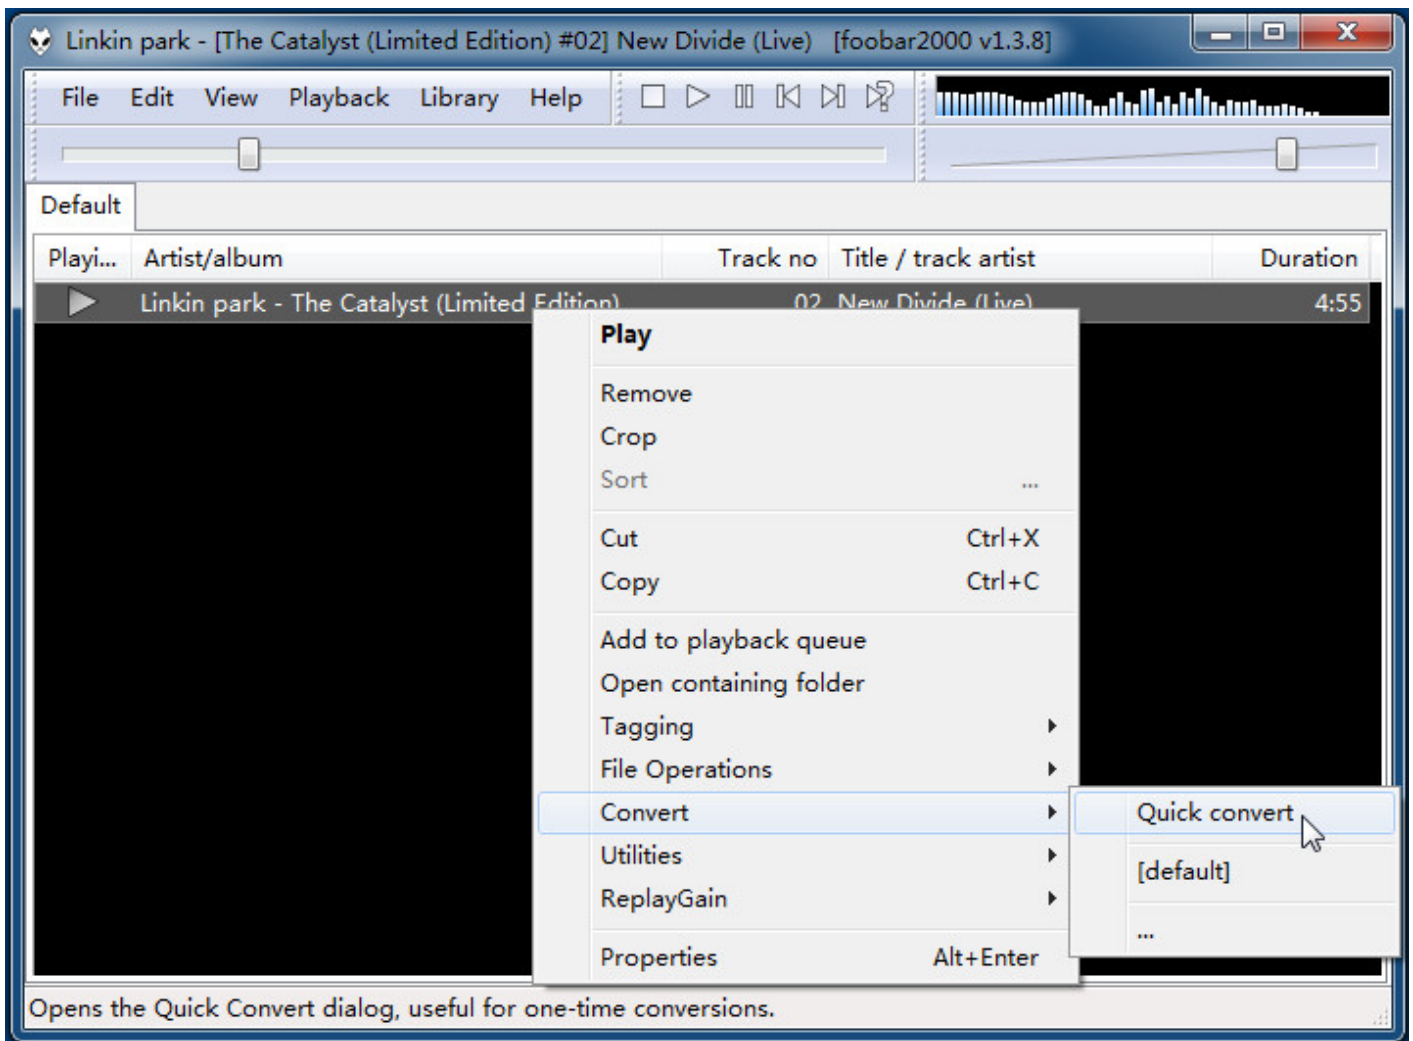 Linkin park - [The Catalyst (Limited Edition) #02] New Divide (Live) [foobar2000 v1.3.8]
File Edit View Playback Library Help
Default
Playi... Artist/album Track no Title / track artist Duration
Linkin park - The Catalyst (Limited Edition) 02 New Divide (Live) 4:55
Play
Remove
Crop
Sort ...
Cut Ctrl+X
Copy Ctrl+C
Add to playback queue
Open containing folder
Tagging
File Operations
Convert
Quick convert
Utilities
[default]
ReplayGain
...
Properties Alt+Enter
Opens the Quick Convert dialog, useful for one-time conversions.